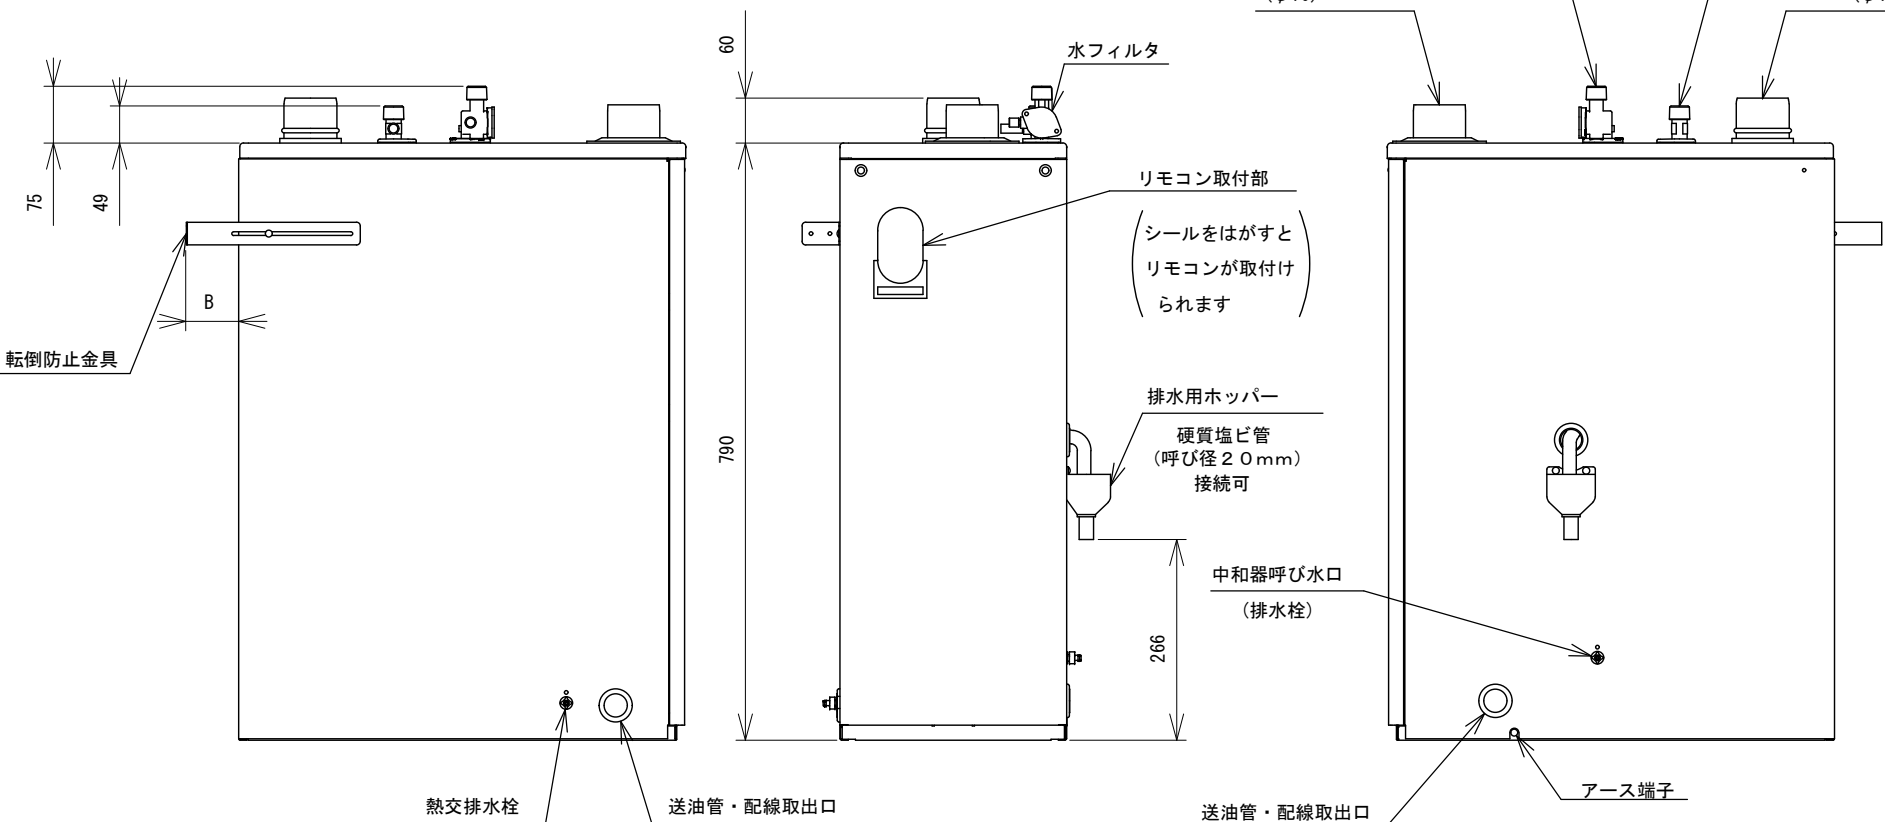 60
水フィルタ
75
49
リモコン取付部
シールをはがすと
リモコンが取付け
られます
B
転倒防止金具
790
排水用ホッパー
硬質塩ビ管
（呼び径２０ｍｍ）
接続可
266
中和器呼び水口
（排水栓）
熱交排水栓
送油管・配線取出口
送油管・配線取出口
アース端子